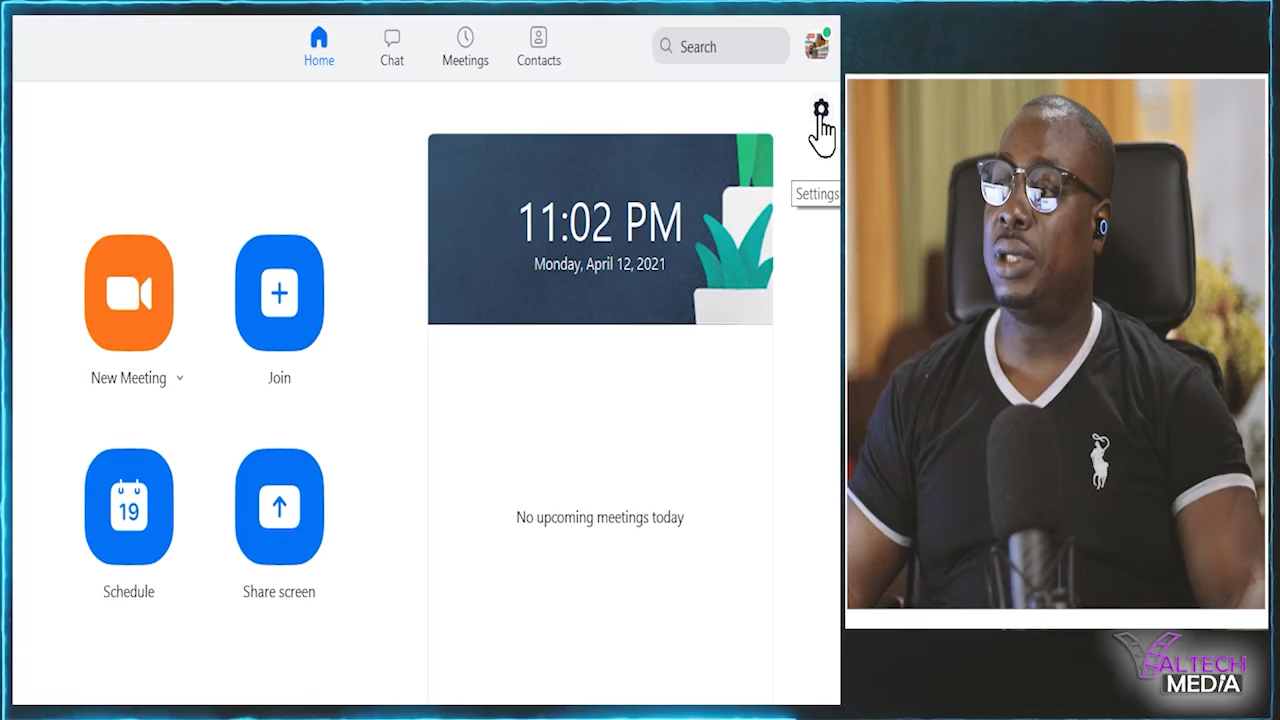 Home
Chat
Meetings
Contacts
Search
Settings
11:02 PM
Monday, April 12, 2021
New Meeting
Join
19
Schedule
Share screen
No upcoming meetings today
VALTECH
MEDIA